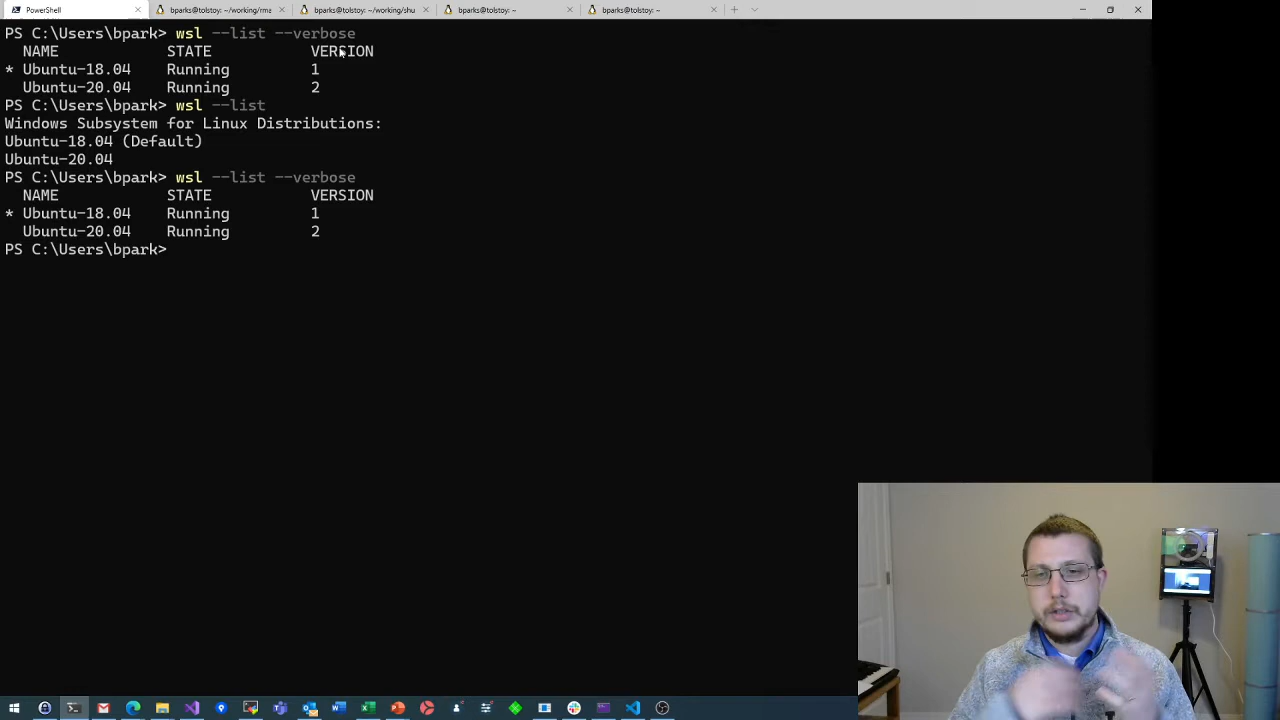 PowerShell
bparks@tolstoy: ~/working/rma
bparks@tolstoy: ~/working/shu
bparks@tolstoy: ~
bparks@tolstoy: ~
PS C:\Users\bpark> wsl --list --verbose
NAME STATE VERSION
* Ubuntu-18.04 Running 1
Ubuntu-20.04 Running 2
PS C:\Users\bpark> wsl --list
Windows Subsystem for Linux Distributions:
Ubuntu-18.04 (Default)
Ubuntu-20.04
PS C:\Users\bpark> wsl --list --verbose
NAME STATE VERSION
* Ubuntu-18.04 Running 1
Ubuntu-20.04 Running 2
PS C:\Users\bpark>